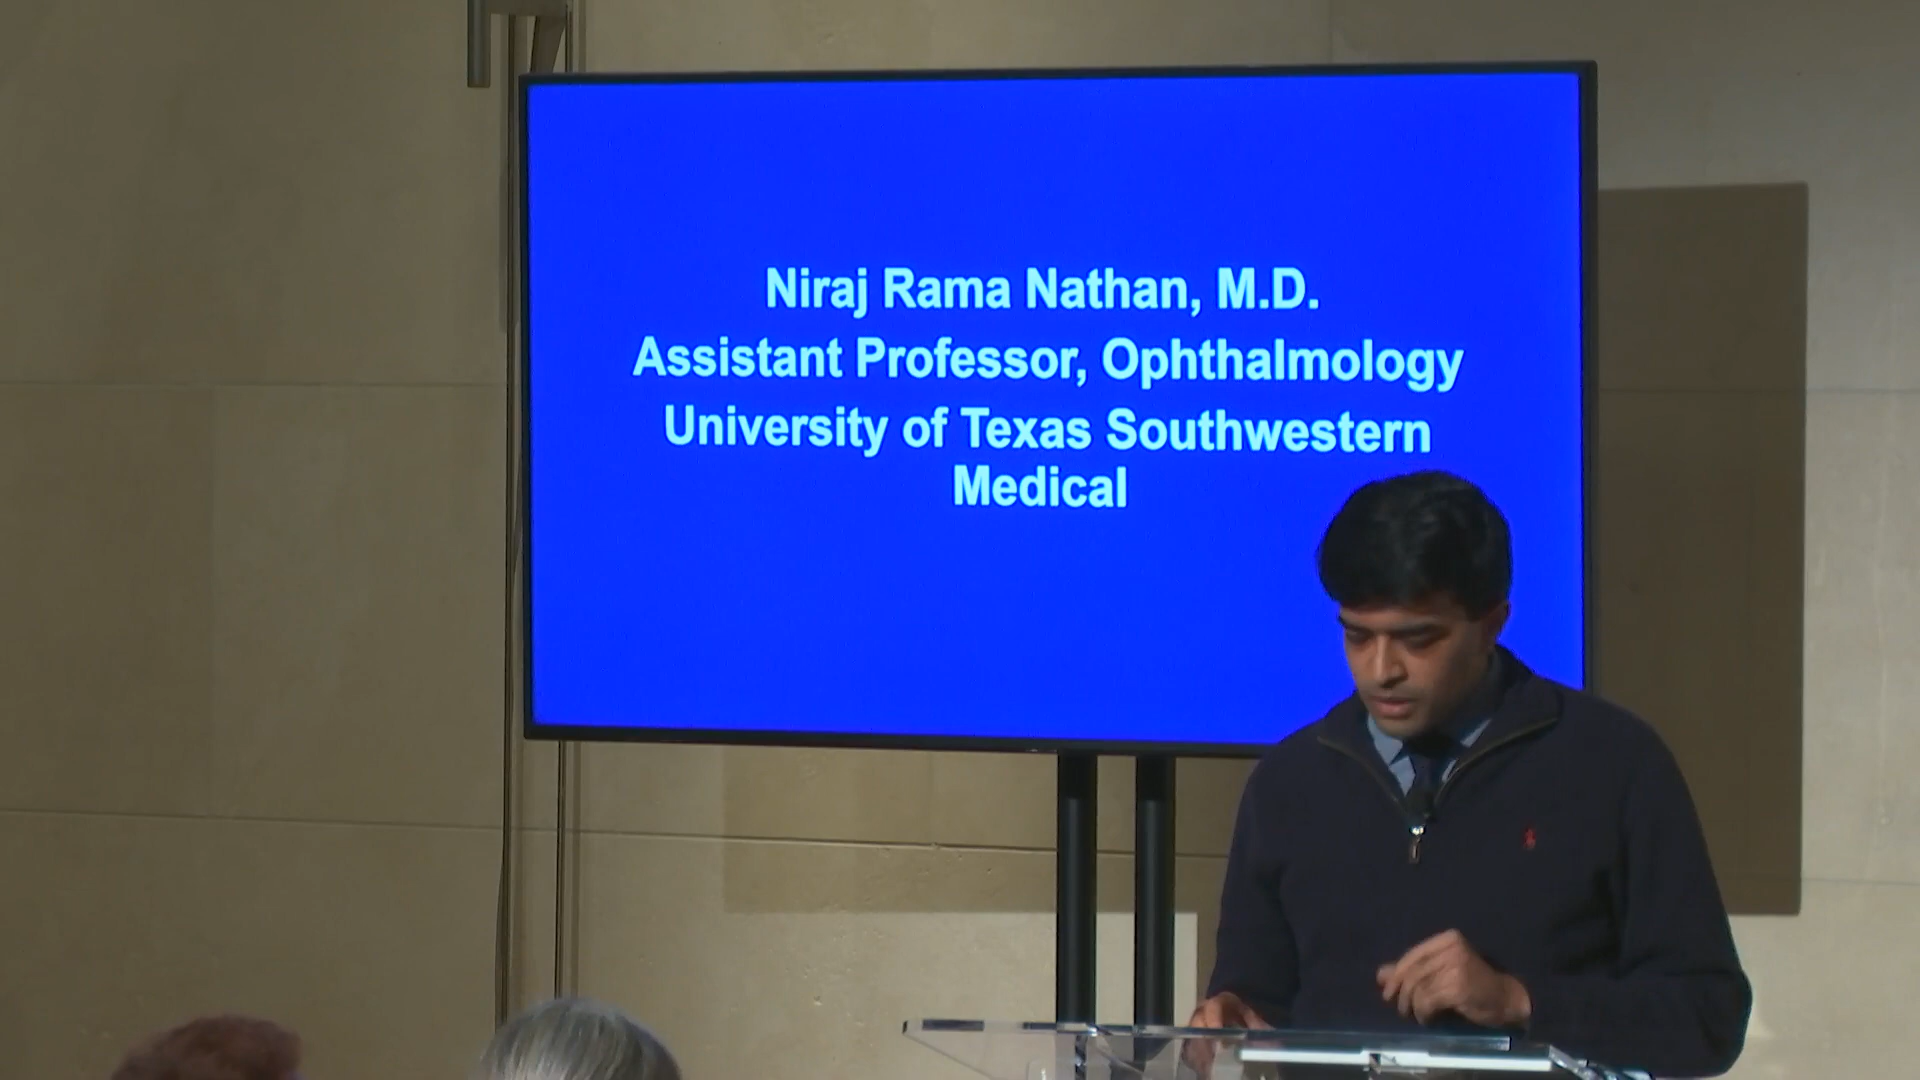 Niraj Rama Nathan, M.D.
Assistant Professor, Ophthalmology
University of Texas Southwestern
Medical